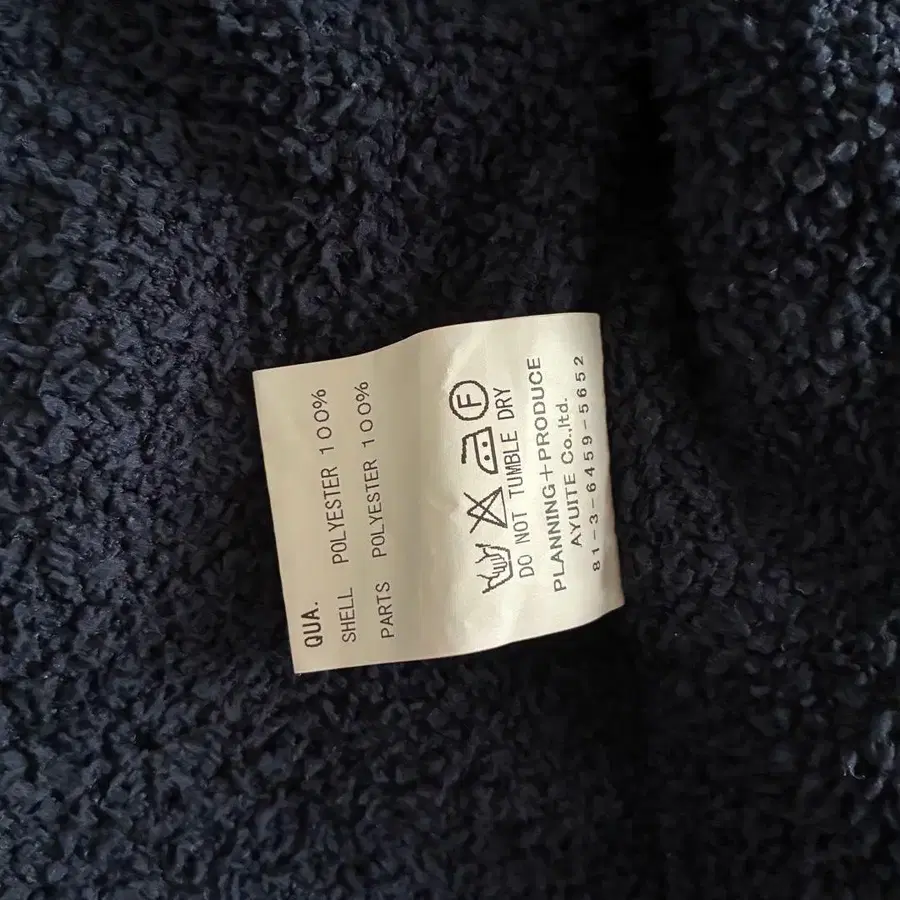 QUA.
SHELL POLYESTER 100%
PARTS POLYESTER 100%
F
DO NOT TUMBLE DRY
PLANNING+PRODUCE
AYUITE Co.,ltd.
81-3-6459-5652